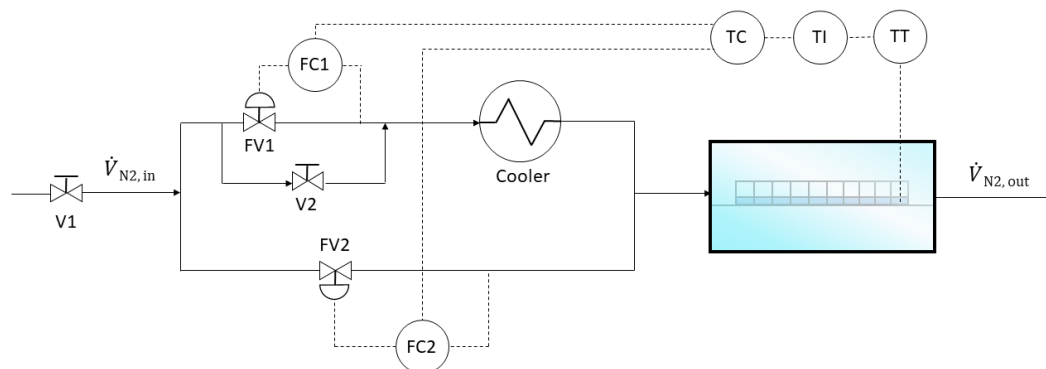 TC
TI
TT
FC1
FV1
V̇ N2, in
V1
V2
Cooler
V̇ N2, out
FV2
FC2